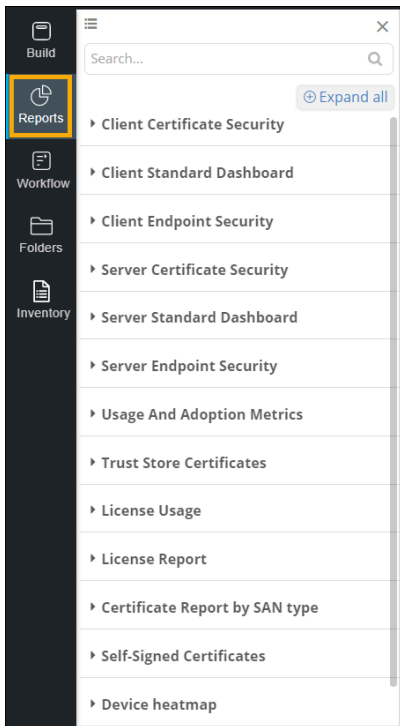 Build
Reports
Workflow
Folders
Inventory
Search...
Expand all
Client Certificate Security
Client Standard Dashboard
Client Endpoint Security
Server Certificate Security
Server Standard Dashboard
Server Endpoint Security
Usage And Adoption Metrics
Trust Store Certificates
License Usage
License Report
Certificate Report by SAN type
Self-Signed Certificates
Device heatmap